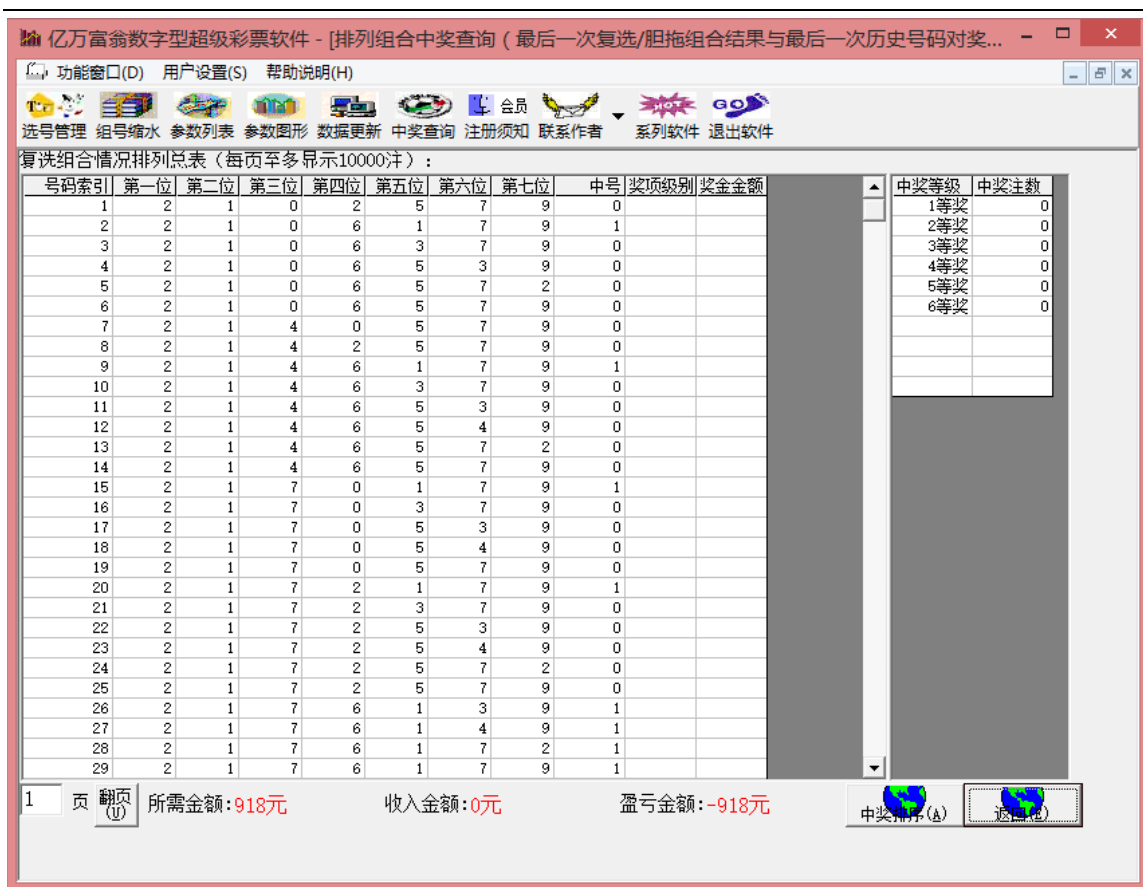 亿万富翁数字型超级彩票软件 - [排列组合中奖查询 ( 最后一次复选/胆拖组合结果与最后一次历史号码对奖...
功能窗口(D) 用户设置(S) 帮助说明(H)
会员
选号管理 组号缩水 参数列表 参数图形 数据更新 中奖查询 注册须知 联系作者 系列软件 退出软件
复选组合情况排列总表（每页至多显示10000注）:
号码索引 第一位 第二位 第三位 第四位 第五位 第六位 第七位 中号 奖项级别 奖金金额 中奖等级 中奖注数
1 2 1 0 2 5 7 9 0 1等奖 0
2 2 1 0 6 1 7 9 1 2等奖 0
3 2 1 0 6 3 7 9 0 3等奖 0
4 2 1 0 6 5 3 9 0 4等奖 0
5 2 1 0 6 5 7 2 0 5等奖 0
6 2 1 0 6 5 7 9 0 6等奖 0
7 2 1 4 0 5 7 9 0
8 2 1 4 2 5 7 9 0
9 2 1 4 6 1 7 9 1
10 2 1 4 6 3 7 9 0
11 2 1 4 6 5 3 9 0
12 2 1 4 6 5 4 9 0
13 2 1 4 6 5 7 2 0
14 2 1 4 6 5 7 9 0
15 2 1 7 0 1 7 9 1
16 2 1 7 0 3 7 9 0
17 2 1 7 0 5 3 9 0
18 2 1 7 0 5 4 9 0
19 2 1 7 0 5 7 9 0
20 2 1 7 2 1 7 9 1
21 2 1 7 2 3 7 9 0
22 2 1 7 2 5 3 9 0
23 2 1 7 2 5 4 9 0
24 2 1 7 2 5 7 2 0
25 2 1 7 2 5 7 9 0
26 2 1 7 6 1 3 9 1
27 2 1 7 6 1 4 9 1
28 2 1 7 6 1 7 2 1
29 2 1 7 6 1 7 9 1
1 页 翻页(U) 所需金额:918元 收入金额:0元 盈亏金额:-918元 中奖排序(A) 返回(E)